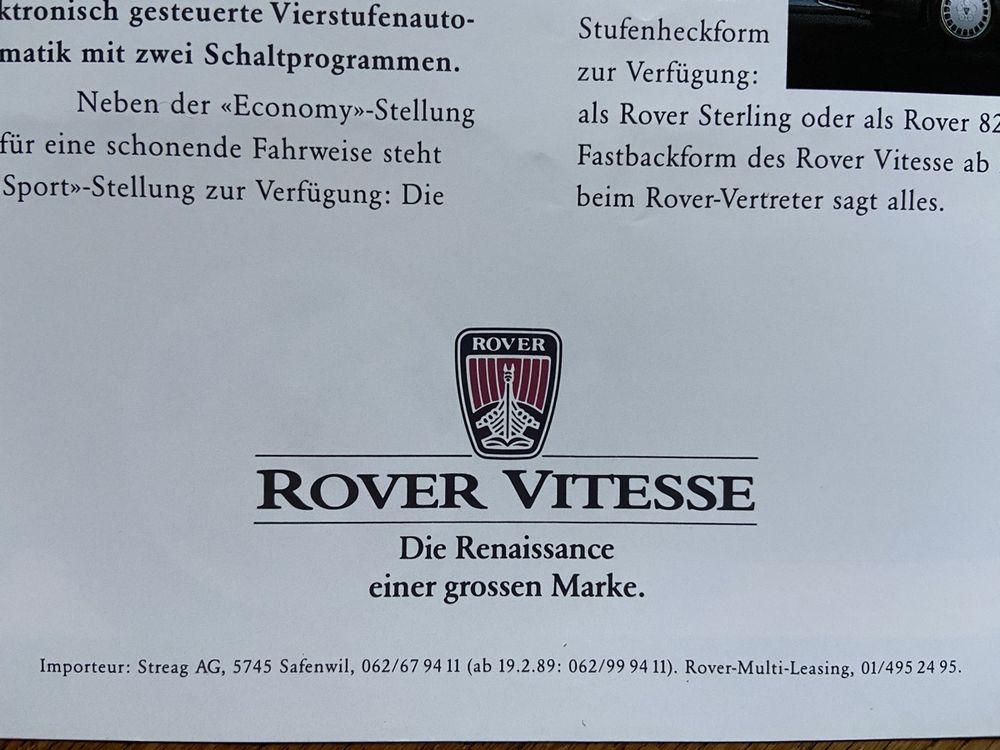 ktronisch gesteuerte Vierstufenauto-
matik mit zwei Schaltprogrammen.
Neben der «Economy»-Stellung
für eine schonende Fahrweise steht
Sport»-Stellung zur Verfügung: Die
Stufenheckform
zur Verfügung:
als Rover Sterling oder als Rover 82
Fastbackform des Rover Vitesse ab
beim Rover-Vertreter sagt alles.
ROVER
ROVER VITESSE
Die Renaissance
einer grossen Marke.
Importeur: Streag AG, 5745 Safenwil, 062/67 94 11 (ab 19.2.89: 062/99 94 11). Rover-Multi-Leasing, 01/495 24 95.